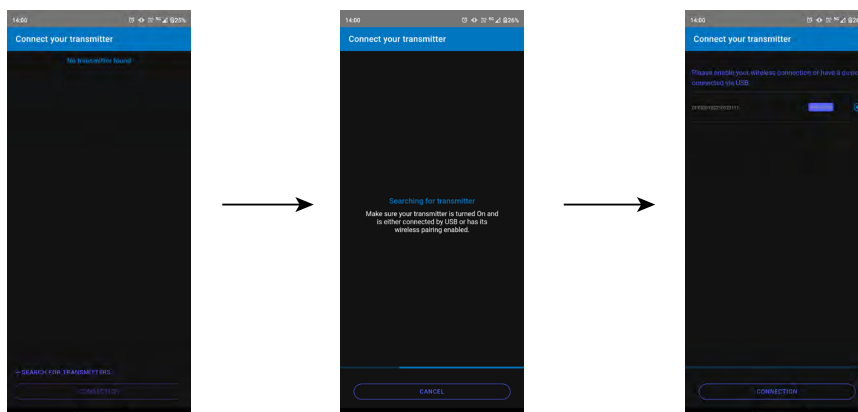 14:00
25%
Connect your transmitter
No transmitter found
+ SEARCH FOR TRANSMITTERS
CONNECTION
14:00
26%
Connect your transmitter
Searching for transmitter
Make sure your transmitter is turned On and
is either connected by USB or has its
wireless pairing enabled.
CANCEL
14:00
Connect your transmitter
Please enable your wireless connection or have a
connected via USB
CONNECTION